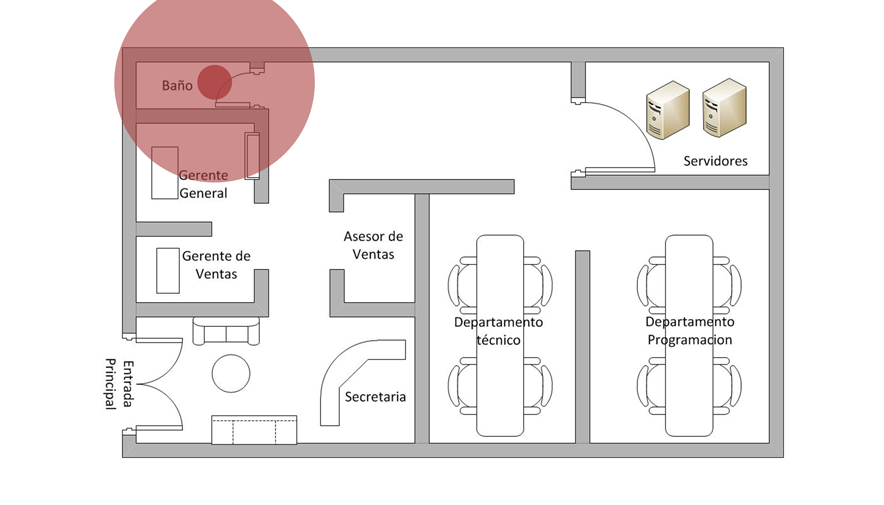 Baño
Servidores
Gerente
General
Asesor de
Ventas
Gerente de
Ventas
Departamento
técnico
Departamento
Programacion
Entrada
Principal
Secretaria